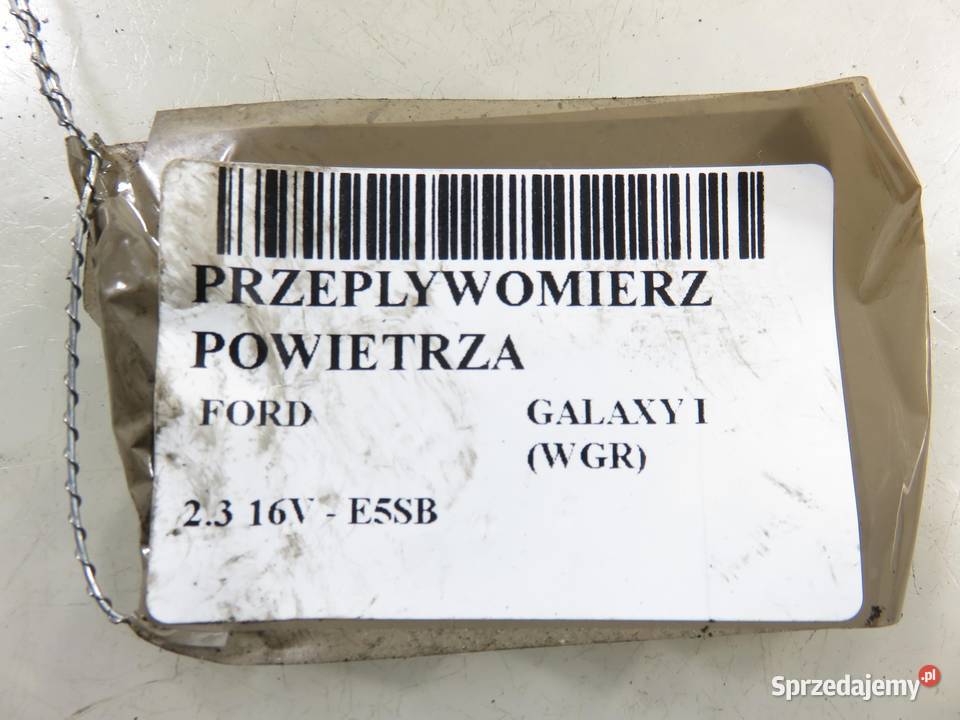 PRZEPLYWOMIERZ
POWIETRZA
FORD GALAXY I
(WGR)
2.3 16V - E5SB
Sprzedajemy.pl